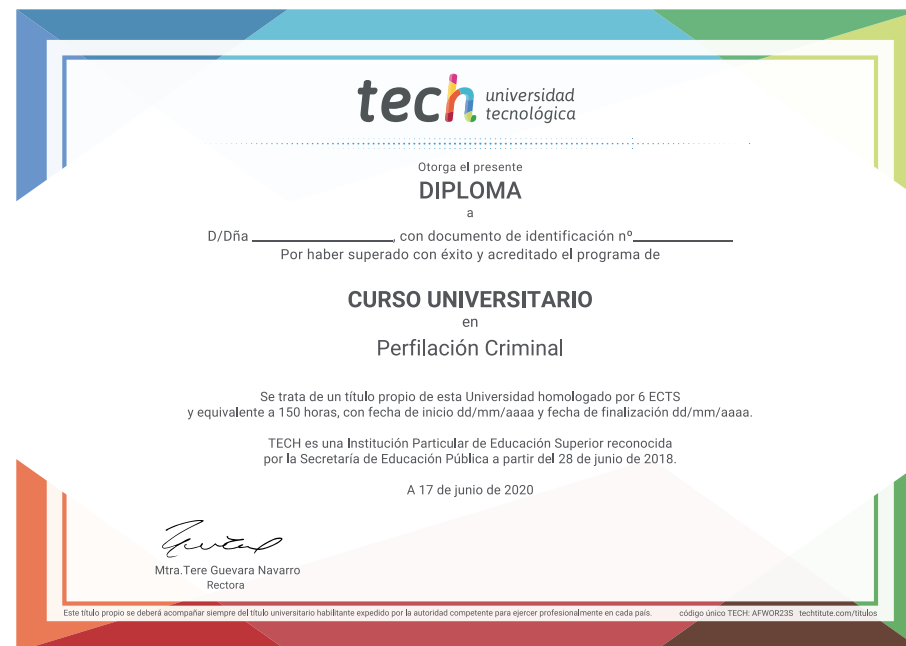 tech universidad
tecnológica
Otorga el presente
DIPLOMA
a
D/Dña ____________________, con documento de identificación nº______________
Por haber superado con éxito y acreditado el programa de
CURSO UNIVERSITARIO
en
Perfilación Criminal
Se trata de un título propio de esta Universidad homologado por 6 ECTS
y equivalente a 150 horas, con fecha de inicio dd/mm/aaaa y fecha de finalización dd/mm/aaaa.
TECH es una Institución Particular de Educación Superior reconocida
por la Secretaría de Educación Pública a partir del 28 de junio de 2018.
A 17 de junio de 2020
Mtra.Tere Guevara Navarro
Rectora
Este título propio se deberá acompañar siempre del título universitario habilitante expedido por la autoridad competente para ejercer profesionalmente en cada país. código único TECH: AFWOR23S techtitute.com/títulos